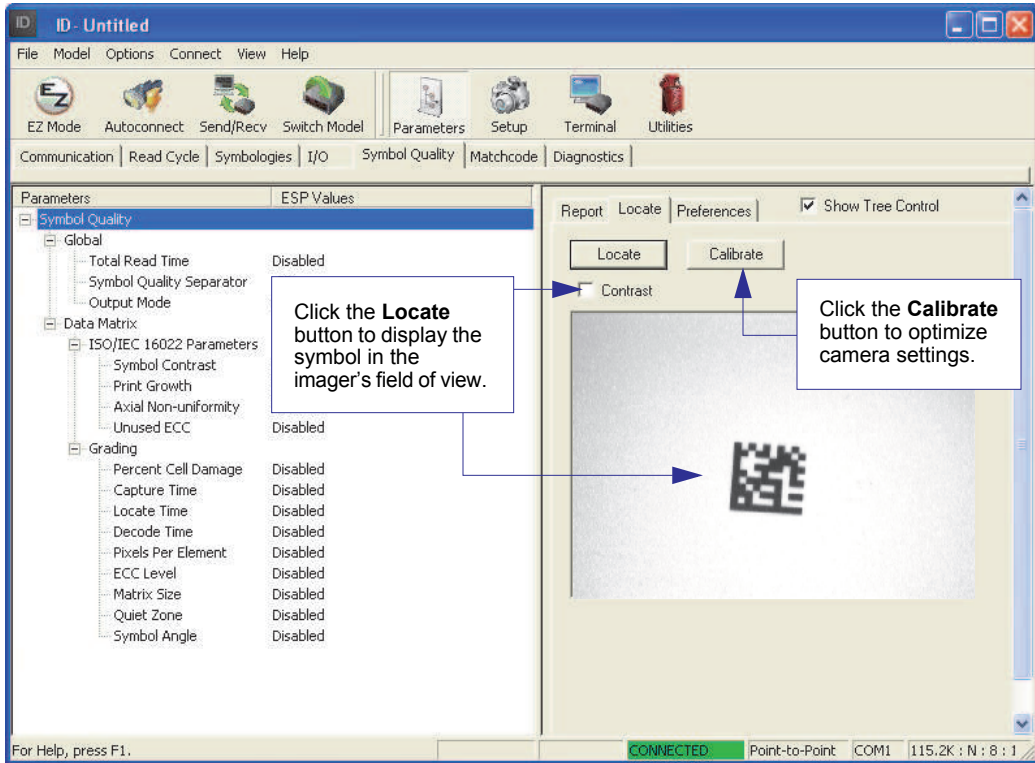 ID
ID- Untitled
File Model Options Connect View Help
EZ
EZ Mode Autoconnect Send/Recv Switch Model Parameters Setup Terminal Utilities
Communication Read Cycle Symbologies I/O Symbol Quality Matchcode Diagnostics
Parameters ESP Values
Symbol Quality
Global
Total Read Time Disabled
Symbol Quality Separator
Output Mode
Data Matrix
ISO/IEC 16022 Parameters
Symbol Contrast
Print Growth
Axial Non-uniformity
Unused ECC Disabled
Grading
Percent Cell Damage Disabled
Capture Time Disabled
Locate Time Disabled
Decode Time Disabled
Pixels Per Element Disabled
ECC Level Disabled
Matrix Size Disabled
Quiet Zone Disabled
Symbol Angle Disabled
Click the Locate
button to display the
symbol in the
imager's field of view.
Report Locate Preferences Show Tree Control
Locate Calibrate
Contrast
Click the Calibrate
button to optimize
camera settings.
For Help, press F1. CONNECTED Point-to-Point COM1 115.2K : N : 8 : 1